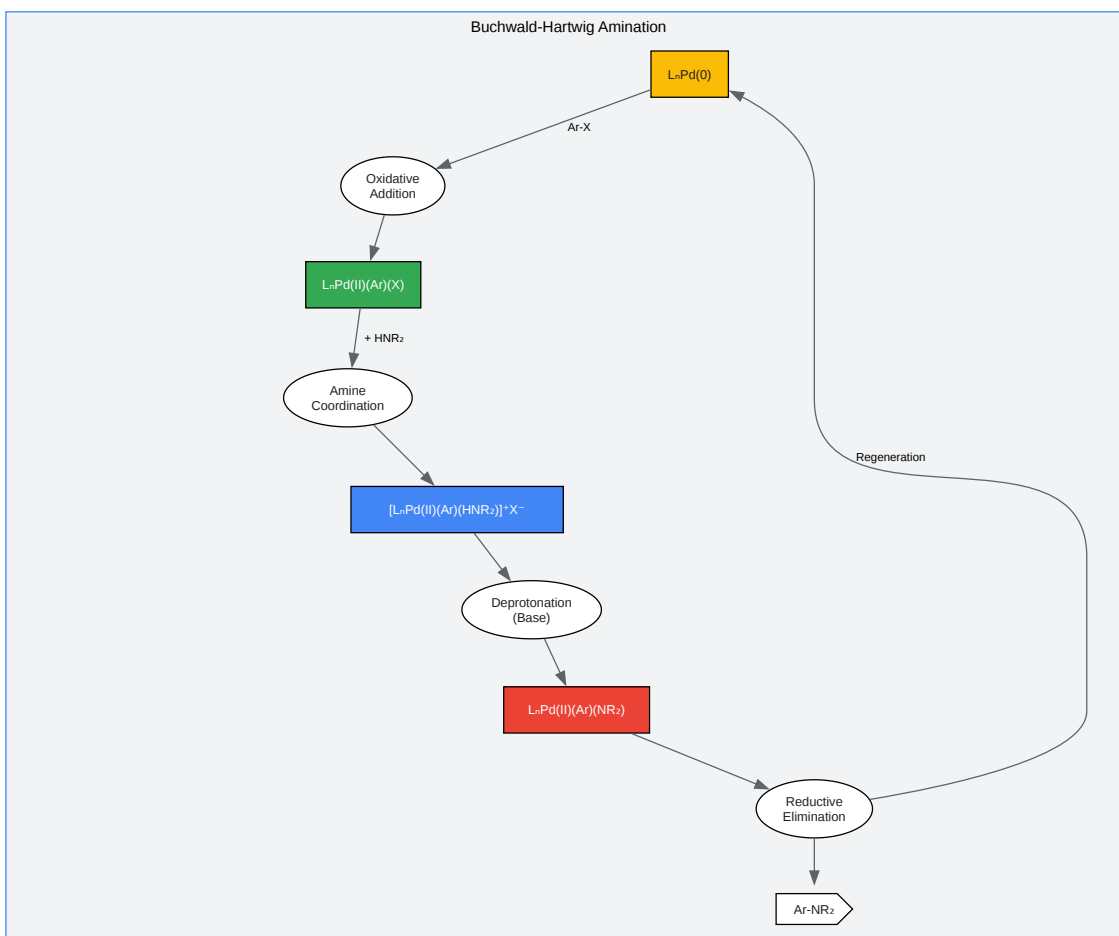 Buchwald-Hartwig Amination
LₙPd(0)
Ar-X
Oxidative
Addition
LₙPd(II)(Ar)(X)
+ HNR₂
Amine
Coordination
Regeneration
[LₙPd(II)(Ar)(HNR₂)]⁺X⁻
Deprotonation
(Base)
LₙPd(II)(Ar)(NR₂)
Reductive
Elimination
Ar-NR₂